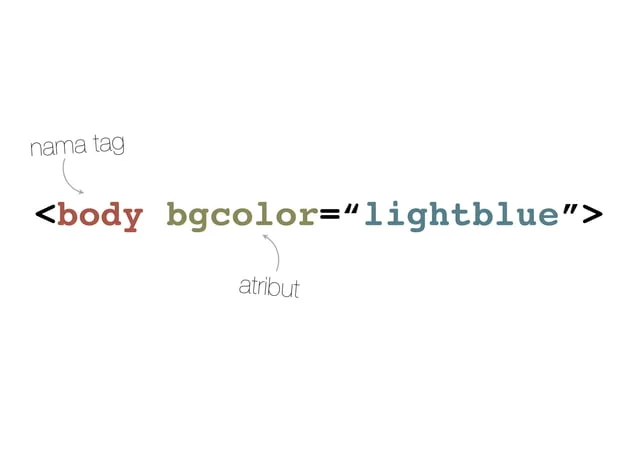 nama tag
<body bgcolor=“lightblue”>
atribut